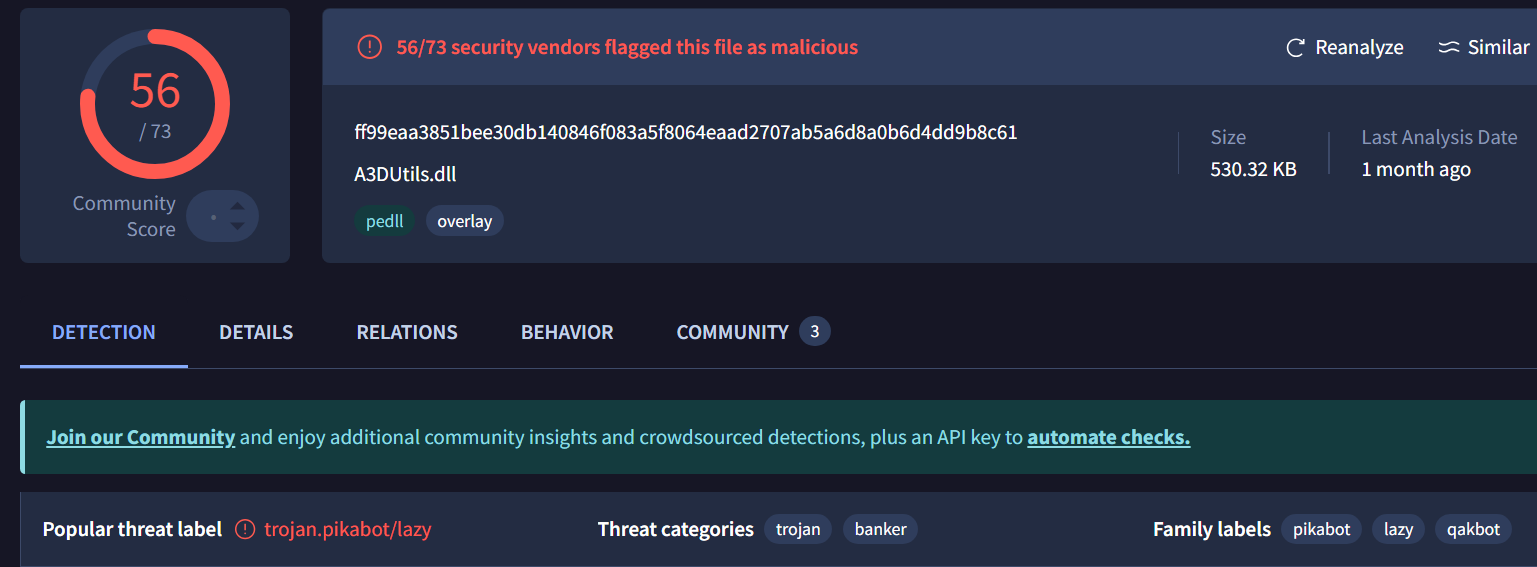 56
/ 73
Community
Score
56/73 security vendors flagged this file as malicious
Reanalyze
Similar
ff99eaa3851bee30db140846f083a5f8064eaad2707ab5a6d8a0b6d4dd9b8c61
A3DUtils.dll
pedll
overlay
Size
530.32 KB
Last Analysis Date
1 month ago
DETECTION
DETAILS
RELATIONS
BEHAVIOR
COMMUNITY 3
Join our Community and enjoy additional community insights and crowdsourced detections, plus an API key to automate checks.
Popular threat label trojan.pikabot/lazy
Threat categories trojan banker
Family labels pikabot lazy qakbot